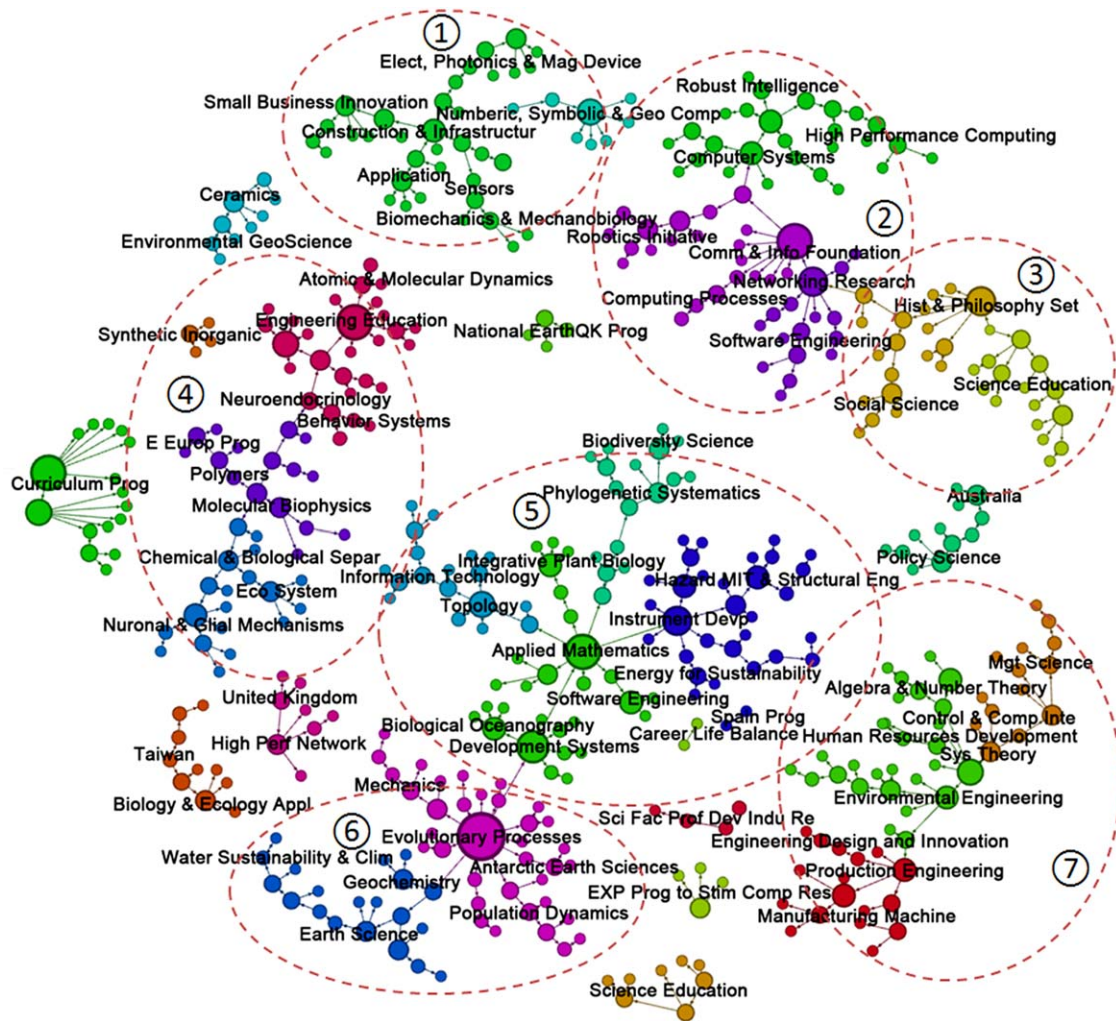 ①
Elect, Photonics & Mag Device
Small Business Innovation
Numberic, Symbolic & Geo Comp
Construction & Infrastructur
Application
Sensors
Biomechanics & Mechanobiology
Robust Intelligence
High Performance Computing
Computer Systems
②
Robotics Initiative
Comm & Info Foundation
Networking Research
Computing Processes
Software Engineering
③
Hist & Philosophy Set
Science Education
Social Science
Ceramics
Environmental GeoScience
Atomic & Molecular Dynamics
Engineering Education
Synthetic Inorganic
National EarthQK Prog
④
Neuroendocrinology
Behavior Systems
E Europ Prog
Polymers
Curriculum Prog
Molecular Biophysics
Chemical & Biological Separ
Eco System
Nuronal & Glial Mechanisms
Biodiversity Science
Phylogenetic Systematics
⑤
Integrative Plant Biology
Information Technology
Hazard MIT & Structural Eng
Topology
Instrument Devp
Applied Mathematics
Energy for Sustainability
Software Engineering
Spain Prog
Career Life Balance
Biological Oceanography
Development Systems
Australia
Policy Science
United Kingdom
High Perf Network
Taiwan
Biology & Ecology Appl
Mechanics
⑥
Evolutionary Processes
Water Sustainability & Clim
Antarctic Earth Sciences
Geochemistry
Population Dynamics
Earth Science
Mgt Science
Algebra & Number Theory
Control & Comp Inte
Human Resources Development
Sys Theory
Environmental Engineering
Sci Fac Prof Dev Indu Re
Engineering Design and Innovation
⑦
Production Engineering
EXP Prog to Stim Comp Res
Manufacturing Machine
Science Education